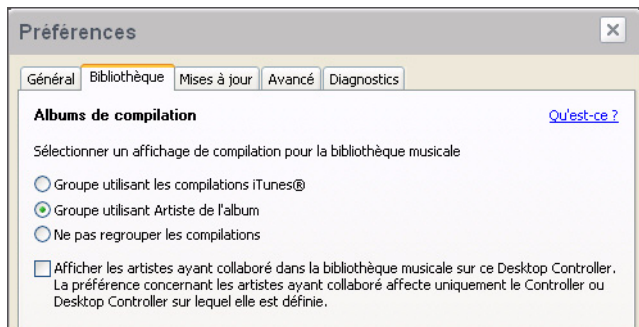 Préférences
Général Bibliothèque Mises à jour Avancé Diagnostics
Albums de compilation Qu'est-ce ?
Sélectionner un affichage de compilation pour la bibliothèque musicale
Groupe utilisant les compilations iTunes®
Groupe utilisant Artiste de l'album
Ne pas regrouper les compilations
Afficher les artistes ayant collaboré dans la bibliothèque musicale sur ce Desktop Controller.
La préférence concernant les artistes ayant collaboré affecte uniquement le Controller ou
Desktop Controller sur lequel elle est définie.